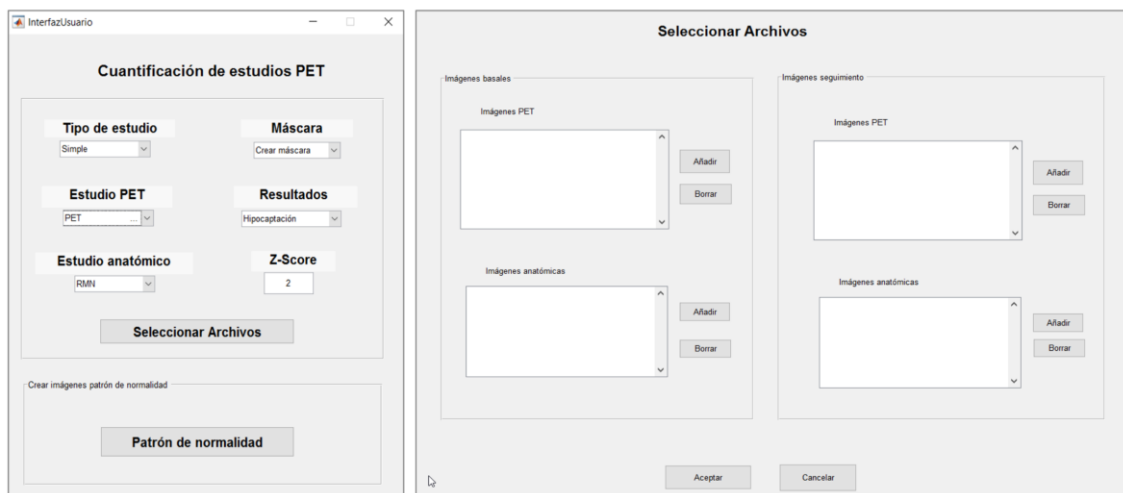 InterfazUsuario
Cuantificación de estudios PET
Tipo de estudio
Máscara
Simple
Crear máscara
Estudio PET
Resultados
PET ...
Hipocaptación
Estudio anatómico
Z-Score
RMN
2
Seleccionar Archivos
Crear imágenes patrón de normalidad
Patrón de normalidad
Seleccionar Archivos
Imágenes basales
Imágenes PET
Añadir
Borrar
Imágenes anatómicas
Añadir
Borrar
Imágenes seguimiento
Imágenes PET
Añadir
Borrar
Imágenes anatómicas
Añadir
Borrar
Aceptar
Cancelar